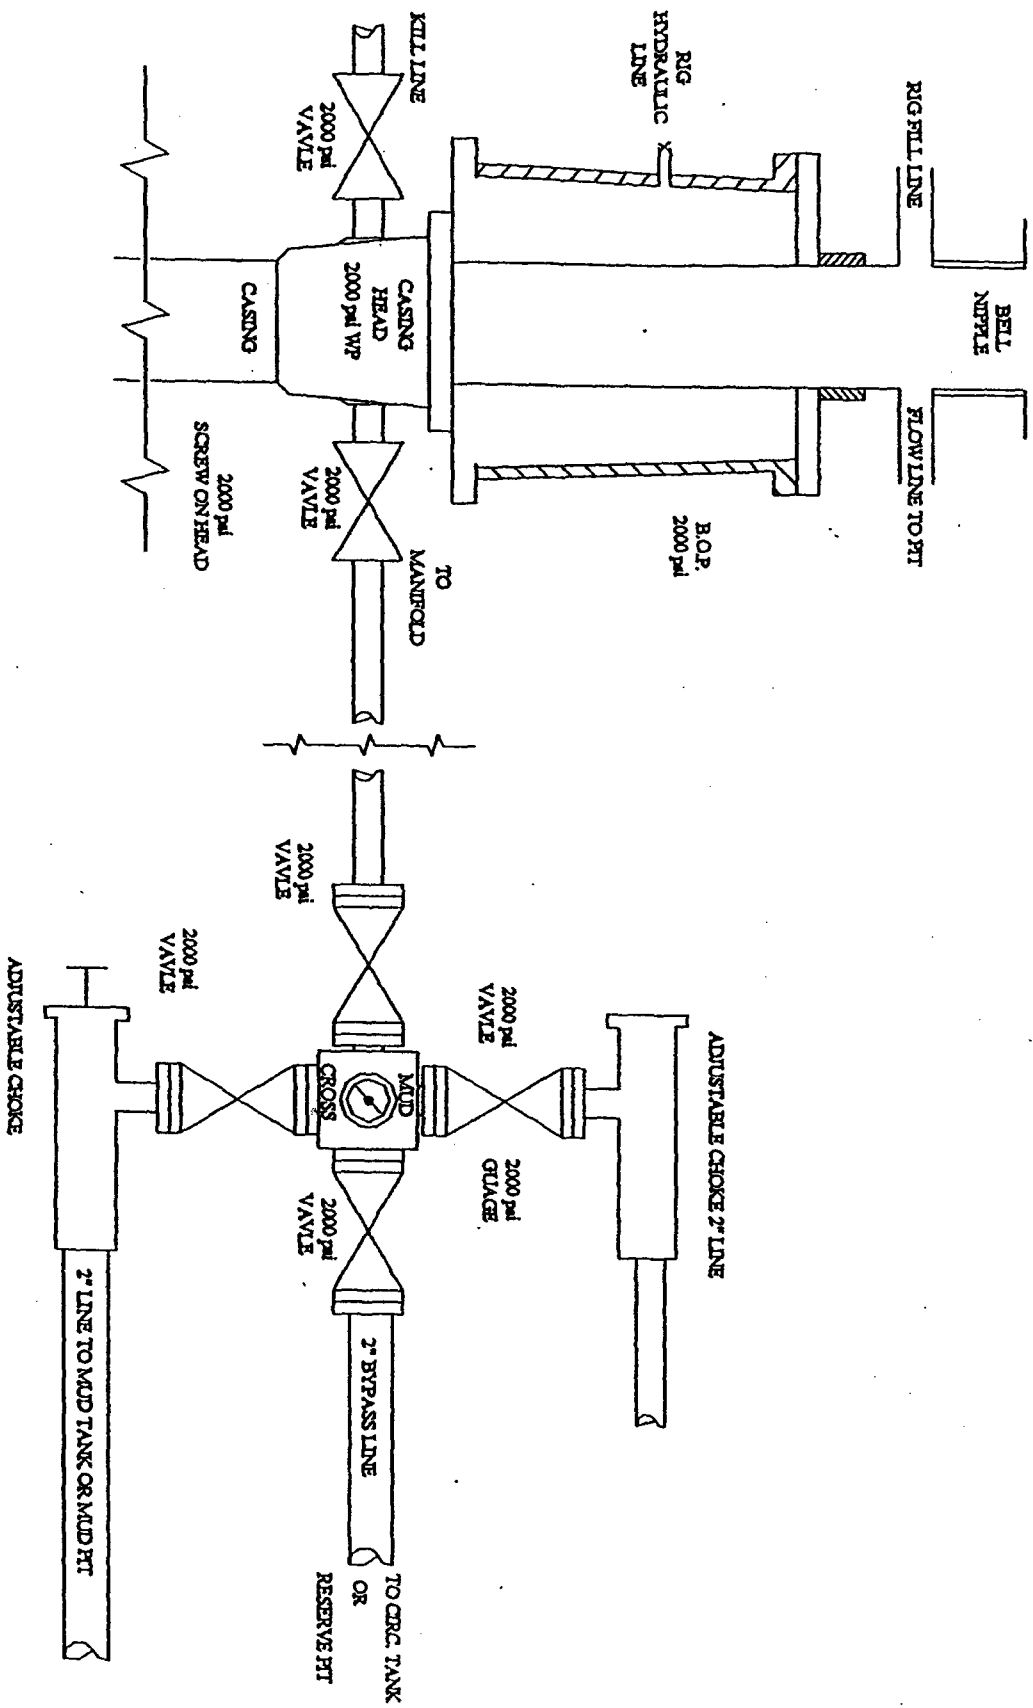 BELL
NIPPLE
RIG FILL LINE
FLOW LINE TO PIT
RIG
HYDRAULIC
LINE
B.O.P.
2000 psi
ADJUSTABLE CHOKE 2" LINE
KILL LINE
2000 psi
VAVLE
CASING
HEAD
2000 psi WP
TO
MANIFOLD
2000 psi
VAVLE
CASING
2000 psi
SCREW ON HEAD
2000 psi
VAVLE
2000 psi
GUAGE
MUD
CROSS
2000 psi
VAVLE
2000 psi
VAVLE
2" BYPASS LINE
TO CIRC. TANK
OR
RESERVE PIT
2000 psi
VAVLE
ADJUSTABLE CHOKE
2" LINE TO MUD TANK OR MUD PIT